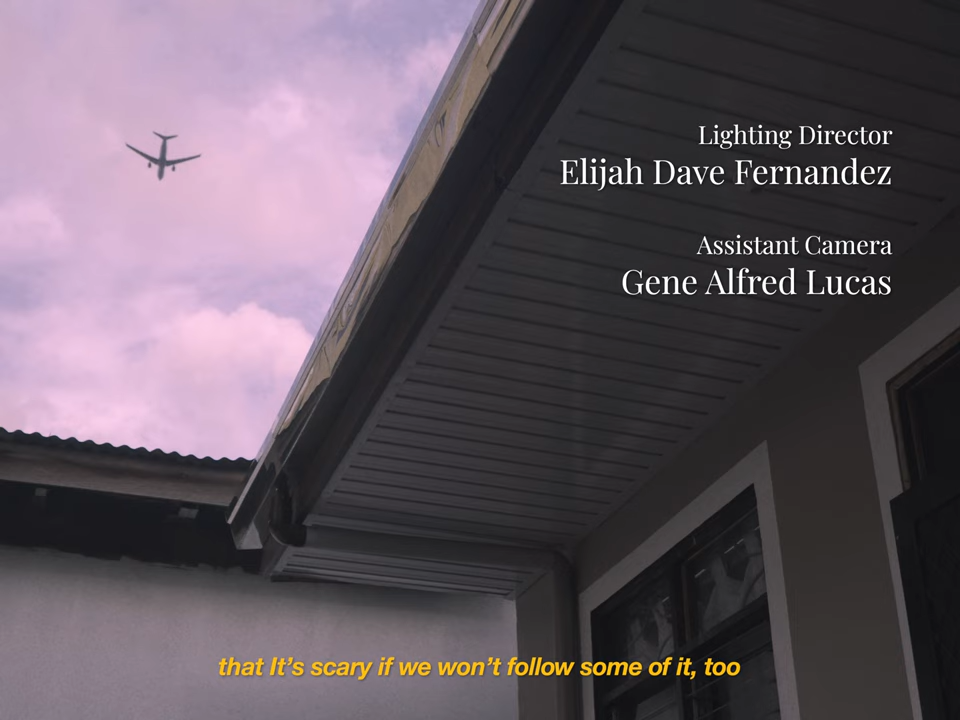 Lighting Director
Elijah Dave Fernandez
Assistant Camera
Gene Alfred Lucas
that It's scary if we won't follow some of it, too